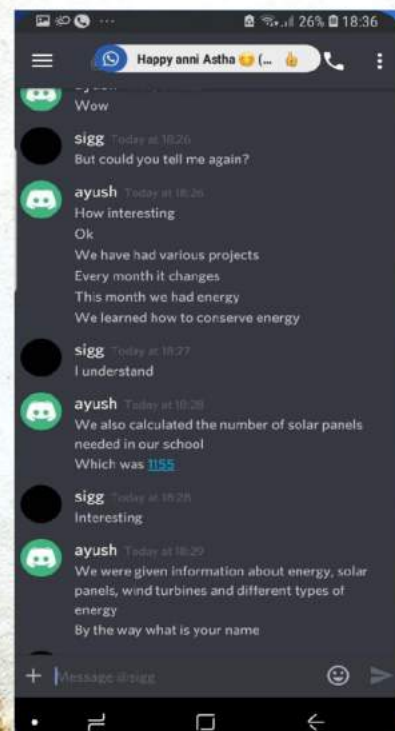 26% 18:36
Happy anni Astha 😊 (... 👍
Wow
sigg Today at 18:26
But could you tell me again?
ayush Today at 18:26
How interesting
Ok
We have had various projects
Every month it changes
This month we had energy
We learned how to conserve energy
sigg Today at 18:27
I understand
ayush Today at 18:28
We also calculated the number of solar panels
needed in our school
Which was 1155
sigg Today at 18:28
Interesting
ayush Today at 18:29
We were given information about energy, solar
panels, wind turbines and different types of
energy
By the way what is your name
Message @sigg